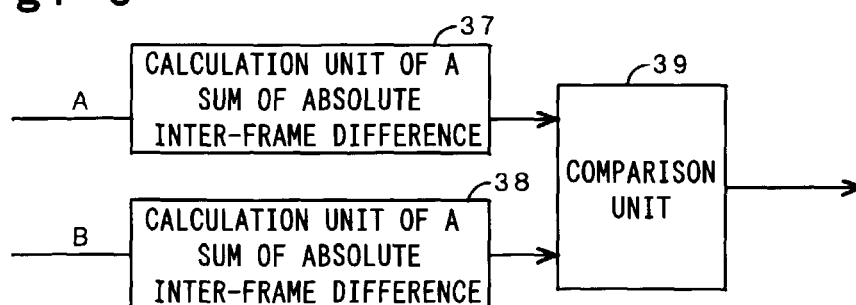 37
CALCULATION UNIT OF A
SUM OF ABSOLUTE
INTER-FRAME DIFFERENCE
A
39
COMPARISON
UNIT
38
CALCULATION UNIT OF A
SUM OF ABSOLUTE
INTER-FRAME DIFFERENCE
B